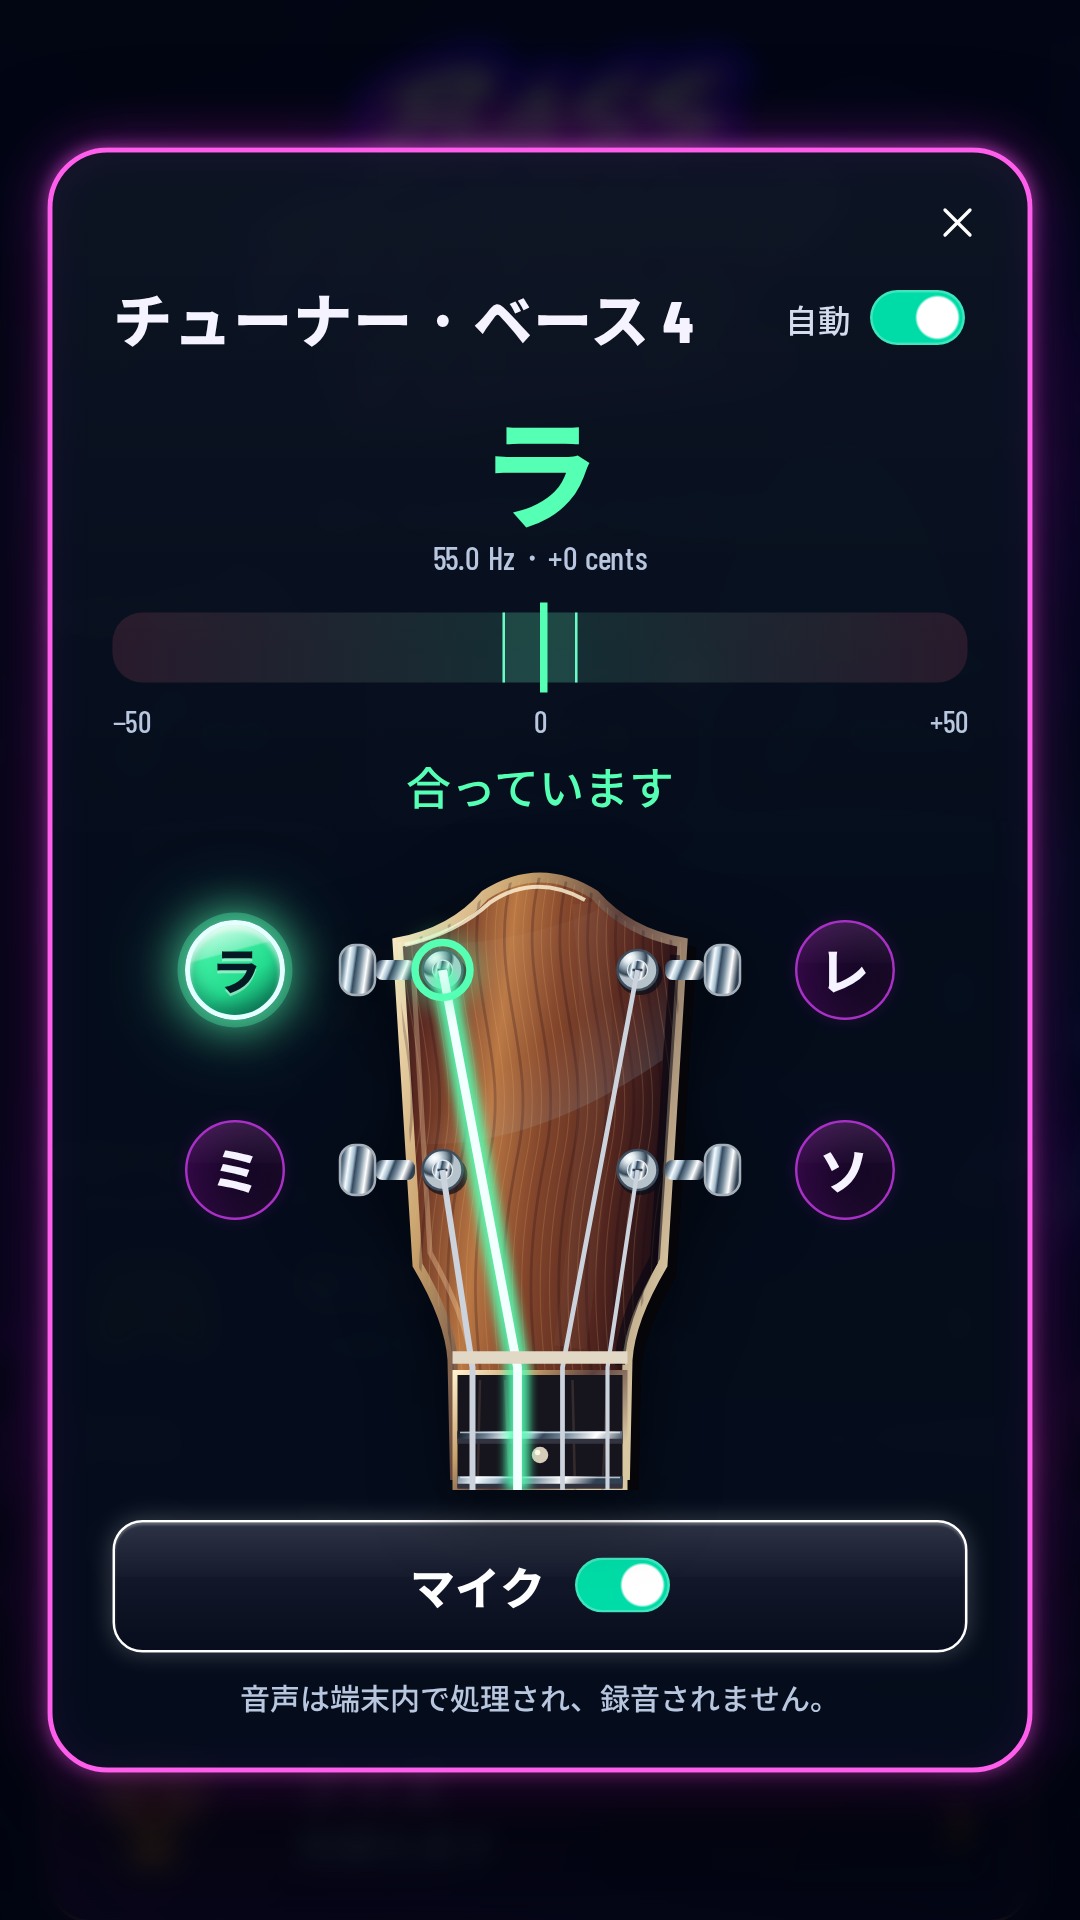 チューナー・ベース 4
自動
ラ
55.0 Hz · +0 cents
−50 0 +50
合っています
ラ レ
ミ ソ
マイク
音声は端末内で処理され、録音されません。